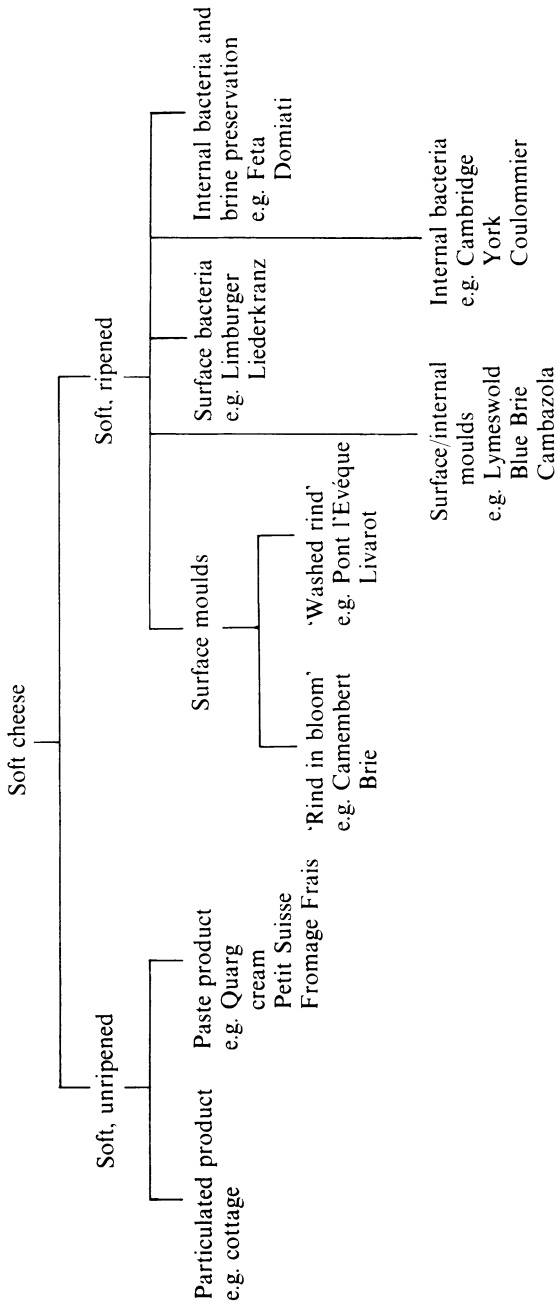 Soft cheese
Soft, unripened
Soft, ripened
Particulated product
e.g. cottage
Paste product
e.g. Quarg
cream
Petit Suisse
Fromage Frais
Surface moulds
'Rind in bloom'
e.g. Camembert
Brie
'Washed rind'
e.g. Pont l'Evéque
Livarot
Surface/internal
moulds
e.g. Lymeswold
Blue Brie
Cambazola
Surface bacteria
e.g. Limburger
Liederkranz
Internal bacteria
e.g. Cambridge
York
Coulommier
Internal bacteria and
brine preservation
e.g. Feta
Domiati